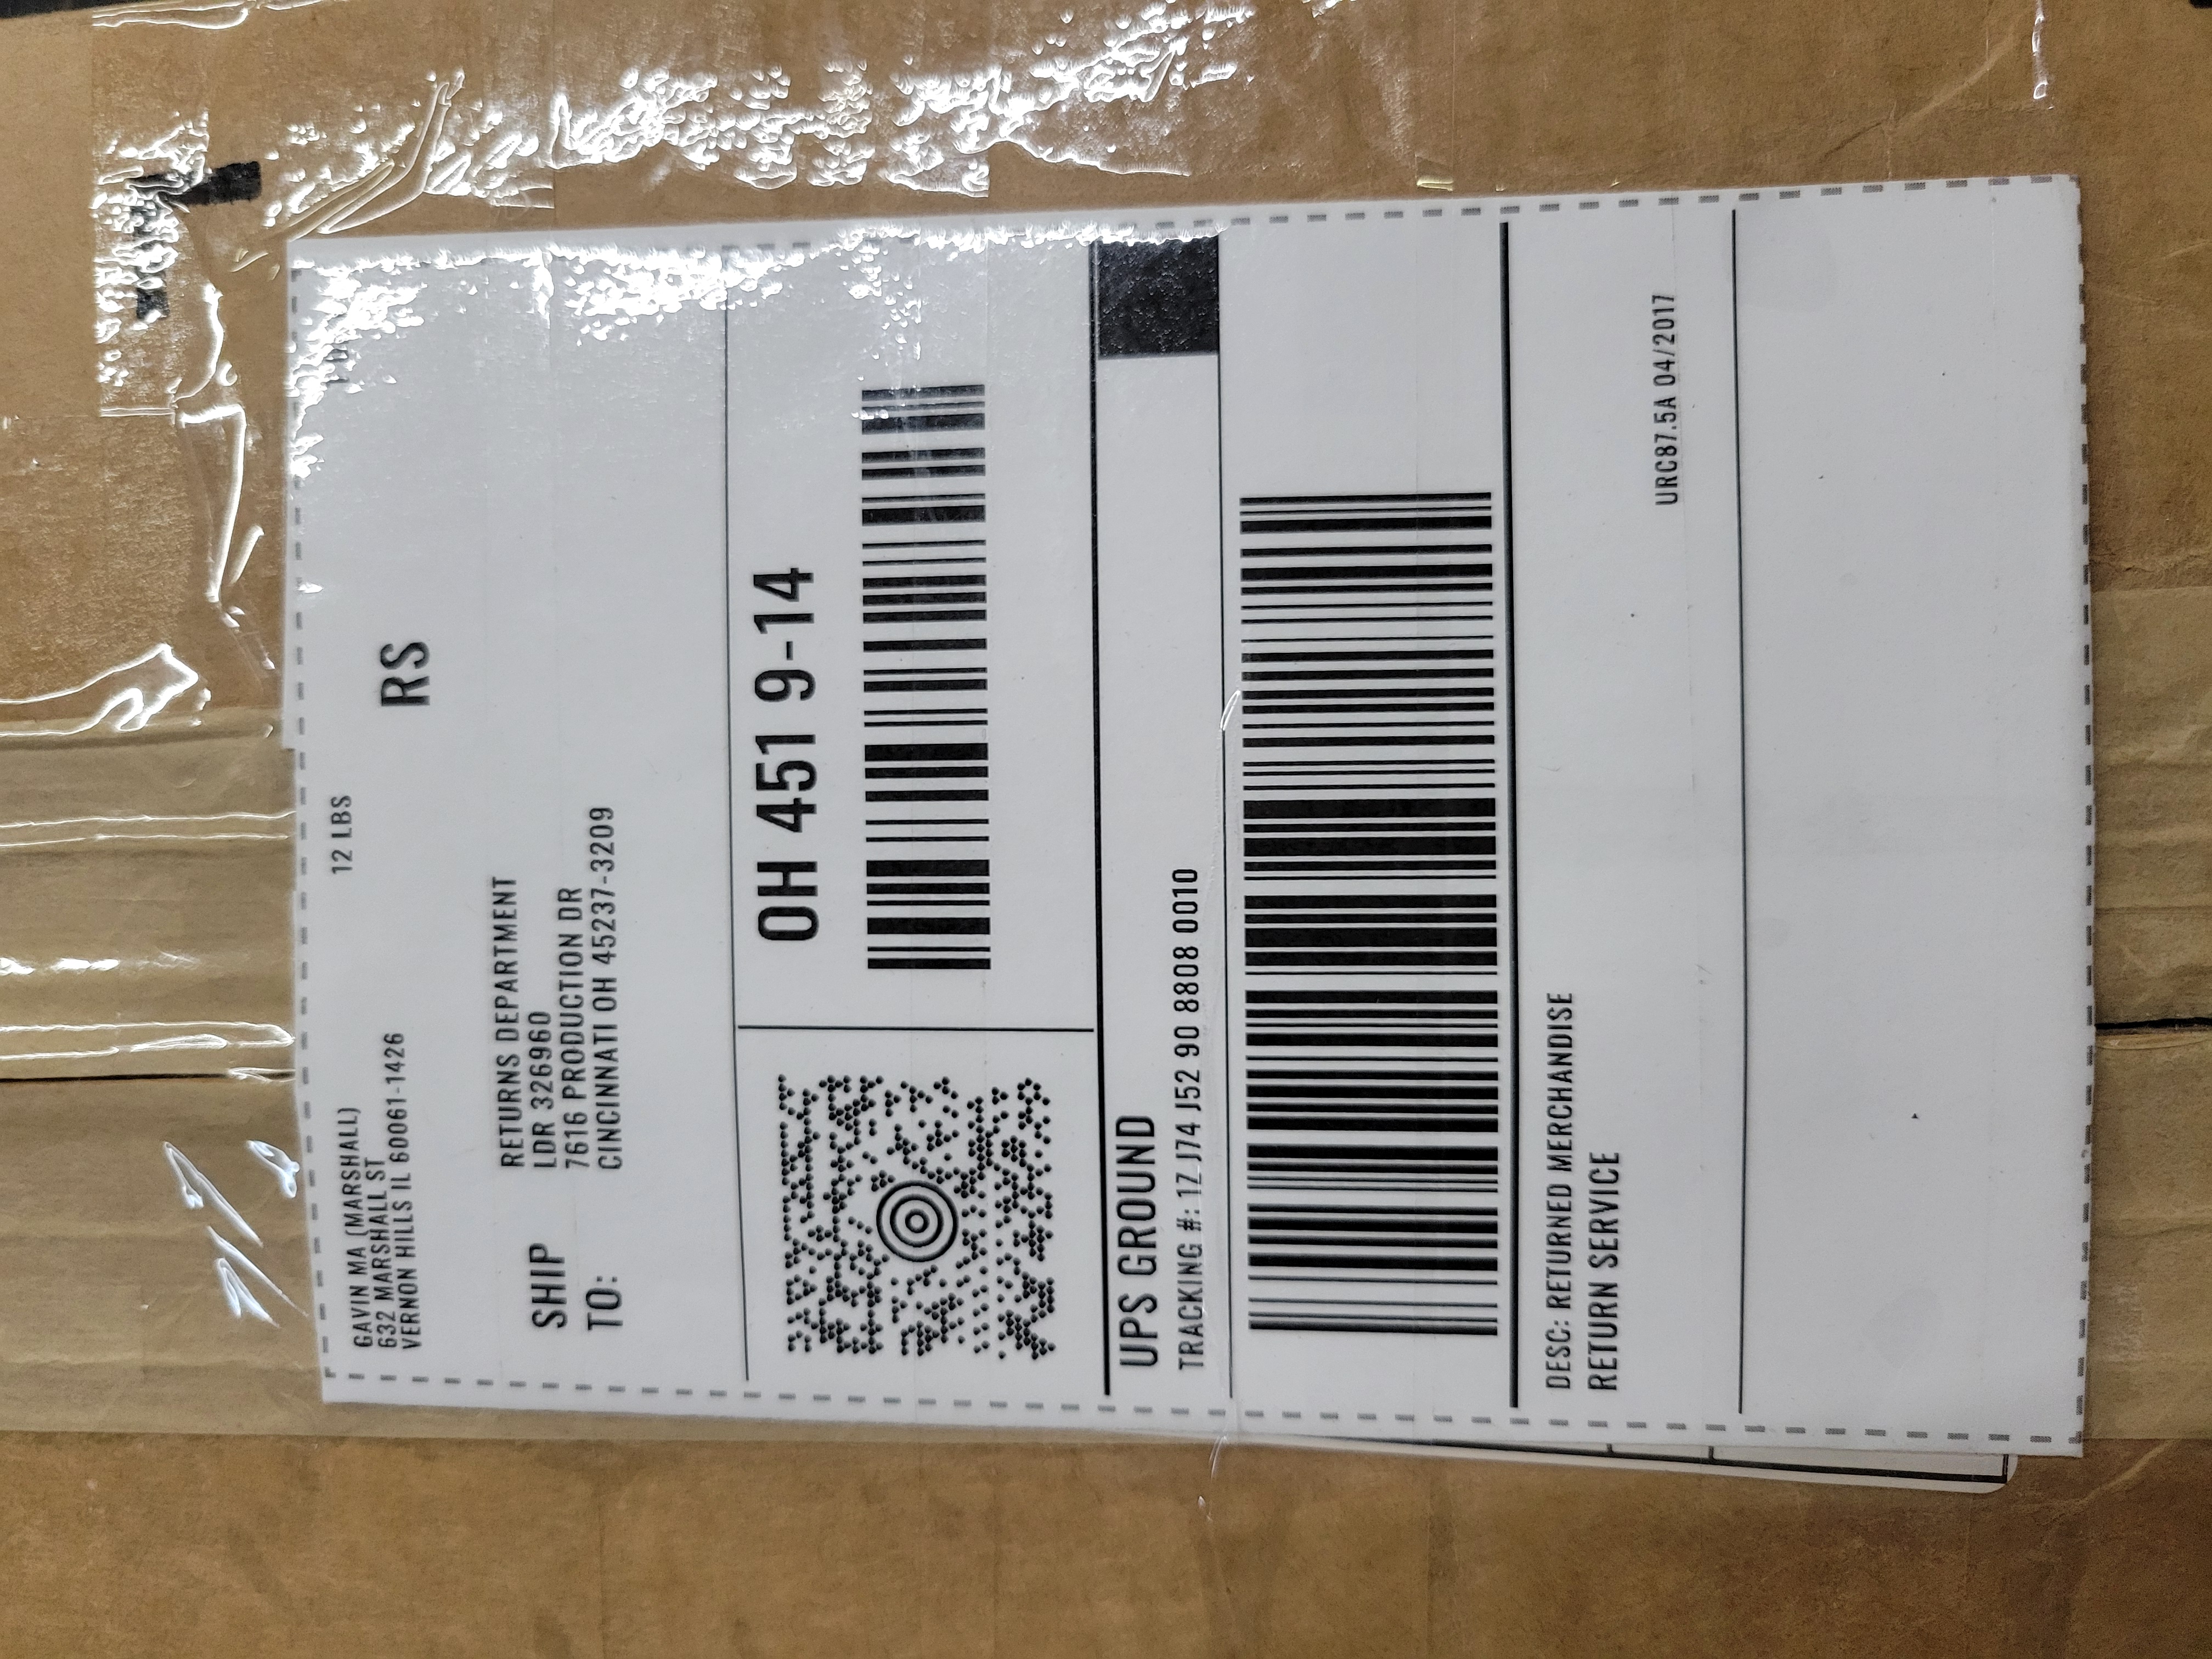 GAVIN MA (MARSHALL)
632 MARSHALL ST
VERNON HILLS IL 60061-1426
12 LBS
RS
SHIP
TO:
RETURNS DEPARTMENT
LDR 326960
7616 PRODUCTION DR
CINCINNATI OH 45237-3209
OH 451 9-14
UPS GROUND
TRACKING #: 1Z J74 J52 90 8808 0010
DESC: RETURNED MERCHANDISE
RETURN SERVICE
URC87.5A 04/2017